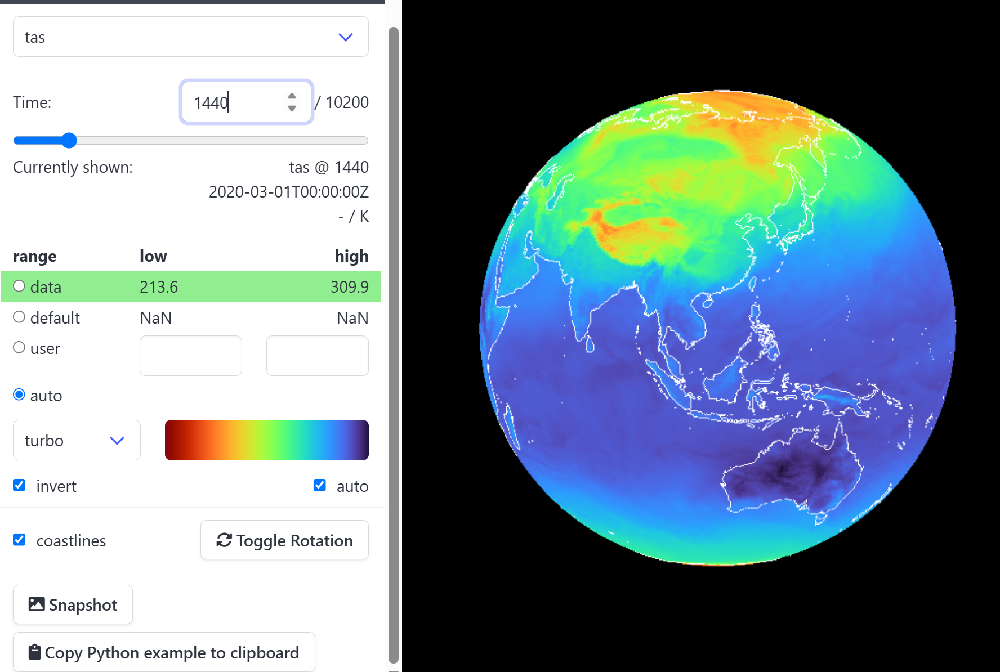 tas
Time: 1440 / 10200
Currently shown: tas @ 1440
2020-03-01T00:00:00Z
- / K
range low high
data 213.6 309.9
default NaN NaN
user
auto
turbo
invert auto
coastlines Toggle Rotation
Snapshot
Copy Python example to clipboard